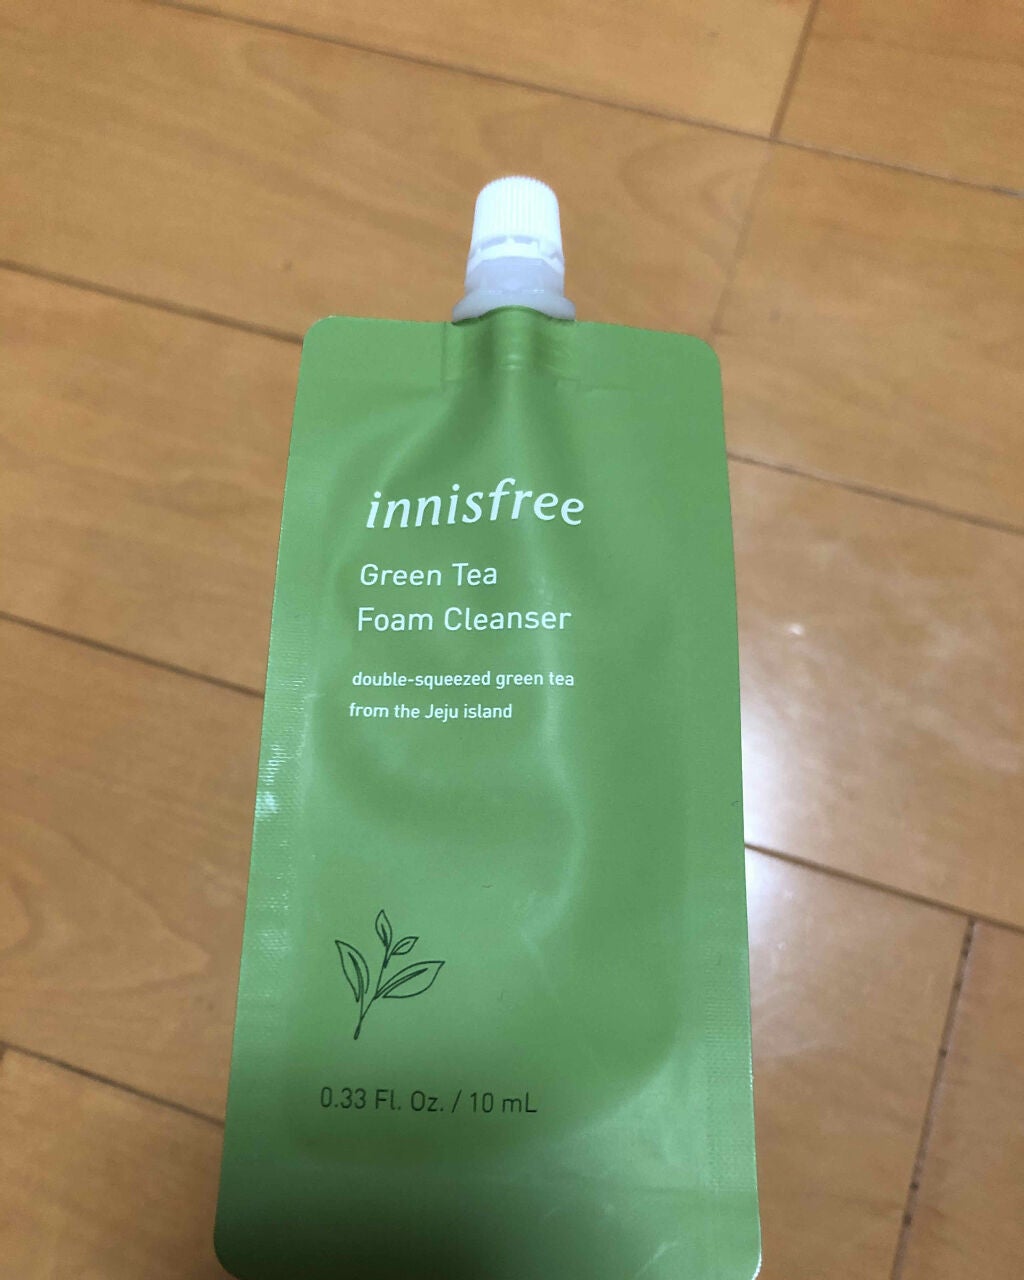 innisfree
Green Tea
Foam Cleanser
double-squeezed green tea
from the Jeju island
0.33 Fl. Oz. / 10 mL